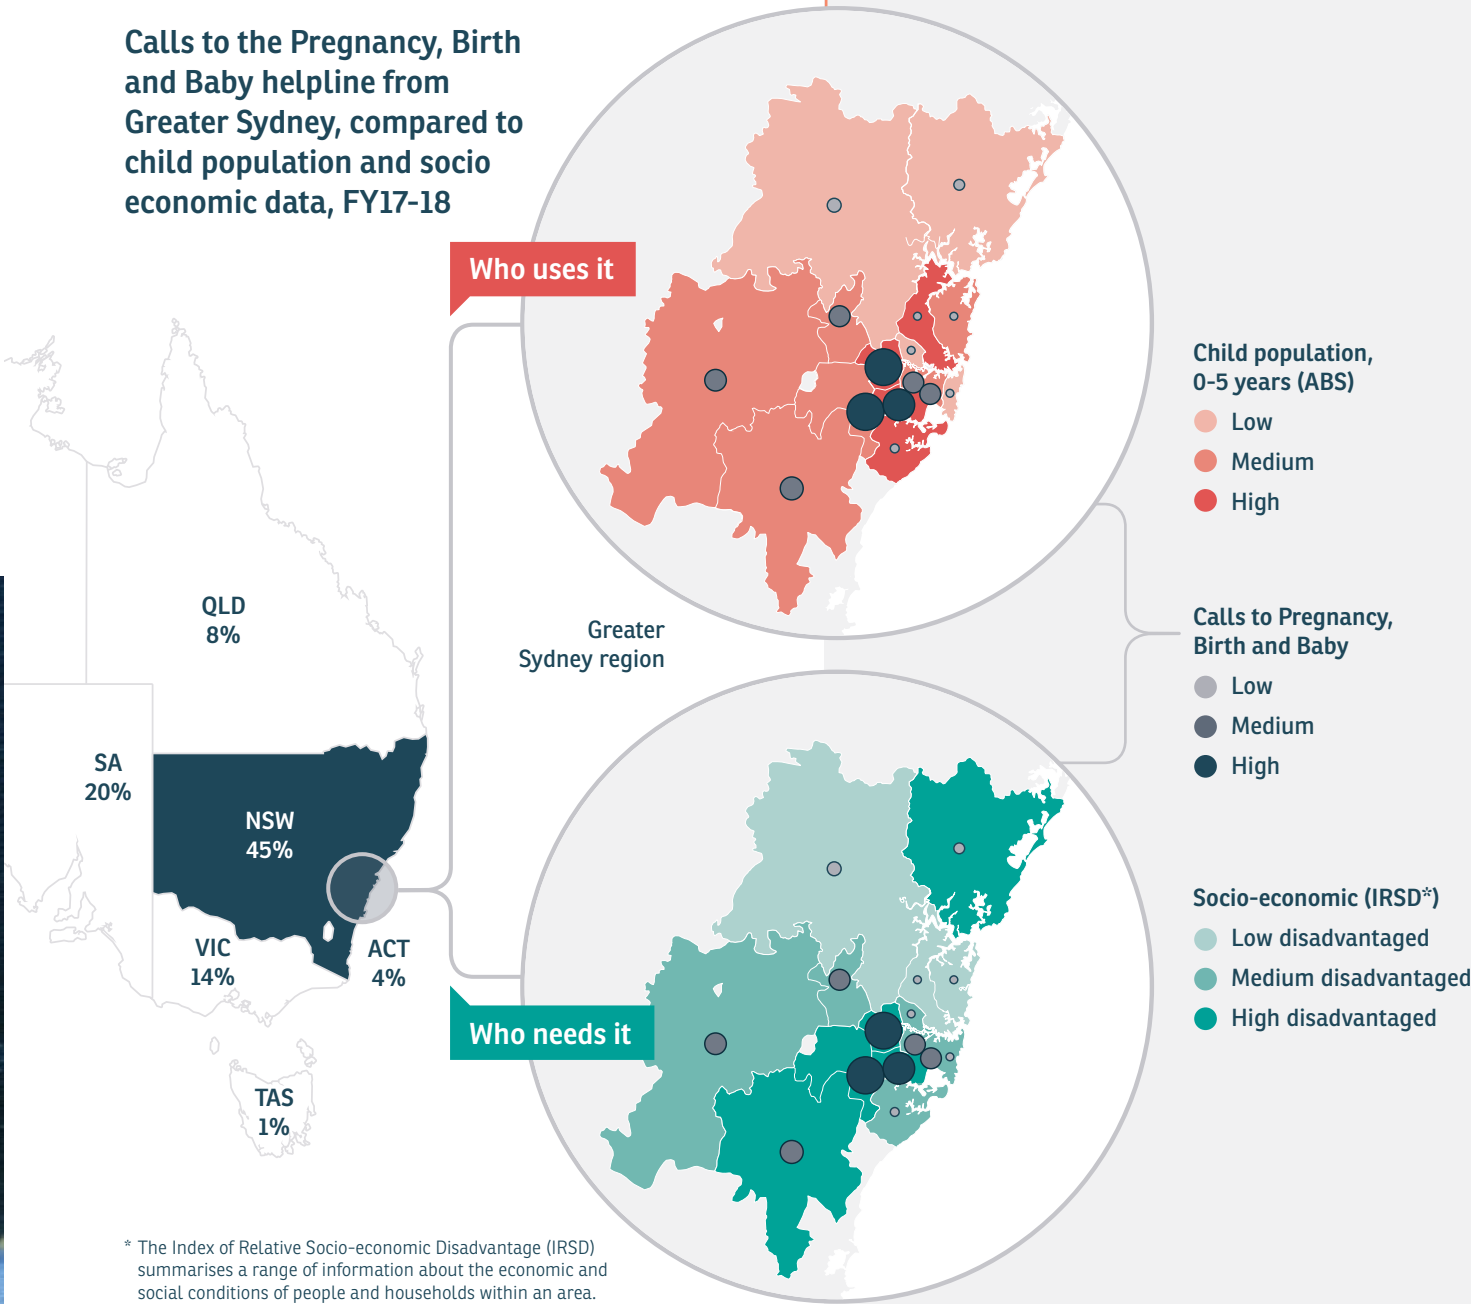 Calls to the Pregnancy, Birth
and Baby helpline from
Greater Sydney, compared to
child population and socio
economic data, FY17-18
Who uses it
Child population,
0-5 years (ABS)
Low
Medium
High
QLD
8%
Greater
Sydney region
Calls to Pregnancy,
Birth and Baby
Low
Medium
High
SA
20%
NSW
45%
VIC
14%
ACT
4%
Who needs it
Socio-economic (IRSD*)
Low disadvantaged
Medium disadvantaged
High disadvantaged
TAS
1%
* The Index of Relative Socio-economic Disadvantage (IRSD)
summarises a range of information about the economic and
social conditions of people and households within an area.